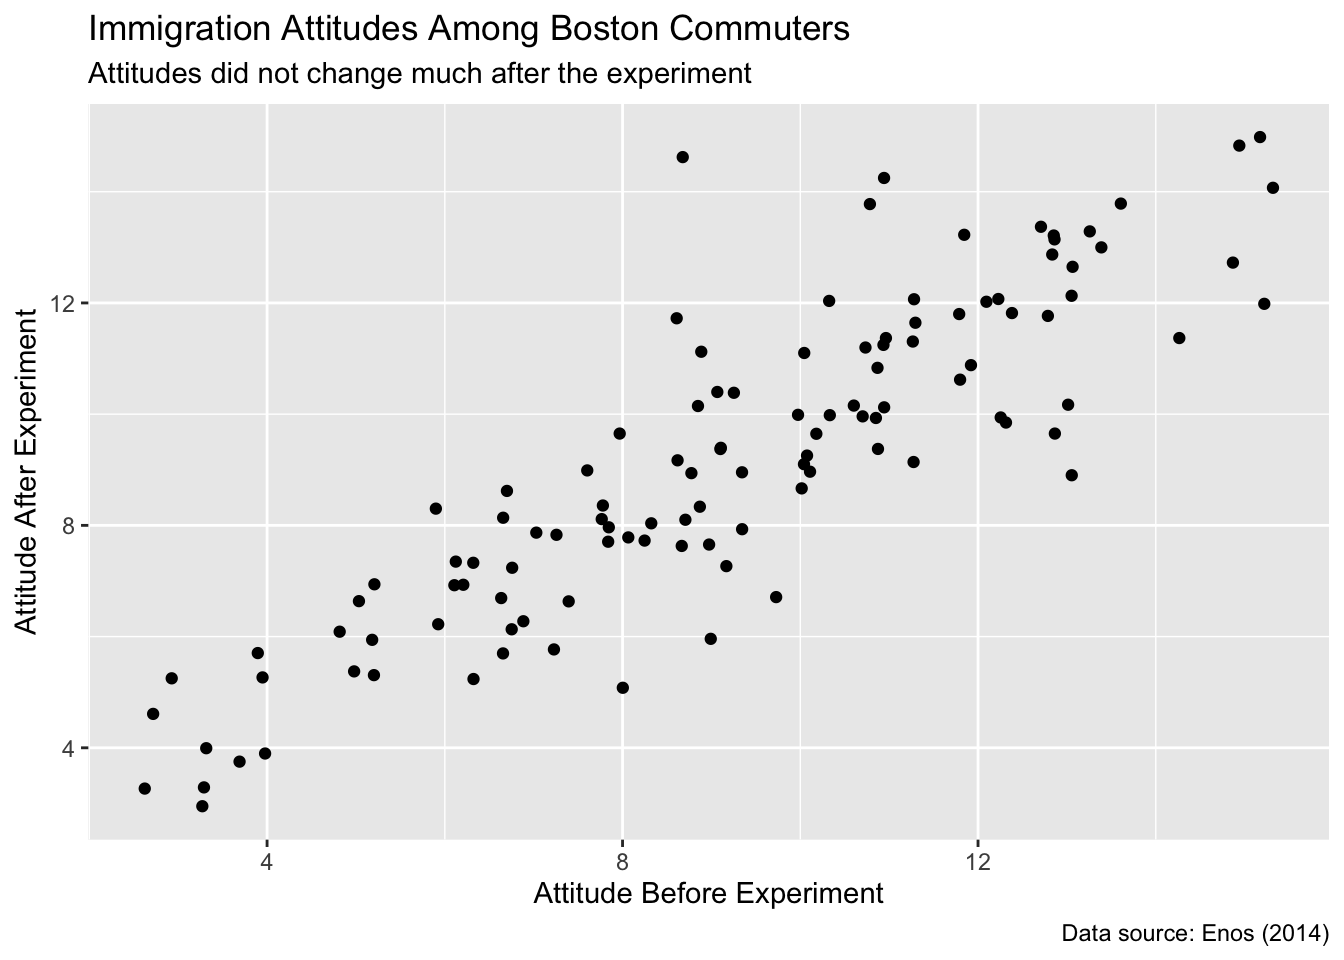 Immigration Attitudes Among Boston Commuters
Attitudes did not change much after the experiment
Attitude After Experiment
12
8
4
4
8
12
Attitude Before Experiment
Data source: Enos (2014)